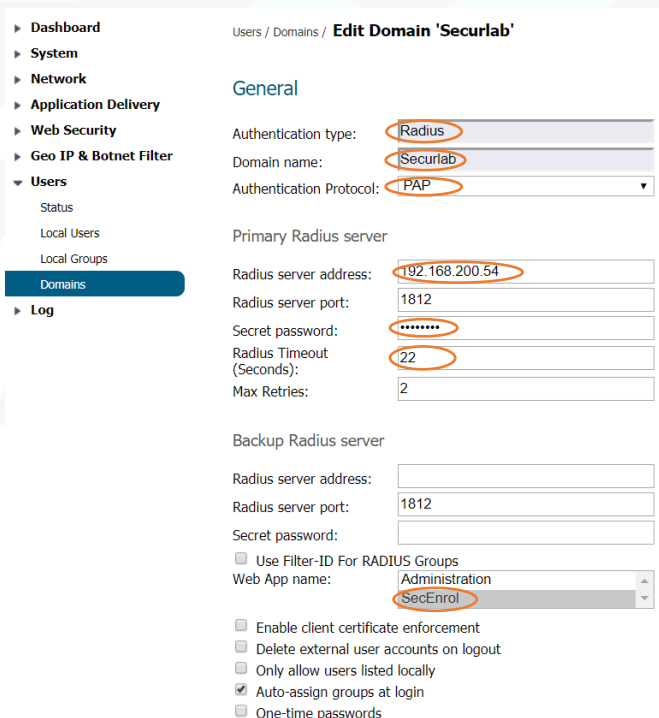 Dashboard
System
Network
Application Delivery
Web Security
Geo IP & Botnet Filter
Users
Status
Local Users
Local Groups
Domains
Log
Users / Domains / Edit Domain 'Securlab'
General
Authentication type: Radius
Domain name: Securlab
Authentication Protocol: PAP
Primary Radius server
Radius server address: 192.168.200.54
Radius server port: 1812
Secret password: ••••••••
Radius Timeout
(Seconds): 22
Max Retries: 2
Backup Radius server
Radius server address:
Radius server port: 1812
Secret password:
Use Filter-ID For RADIUS Groups
Web App name: Administration
SecEnrol
Enable client certificate enforcement
Delete external user accounts on logout
Only allow users listed locally
Auto-assign groups at login
One-time passwords